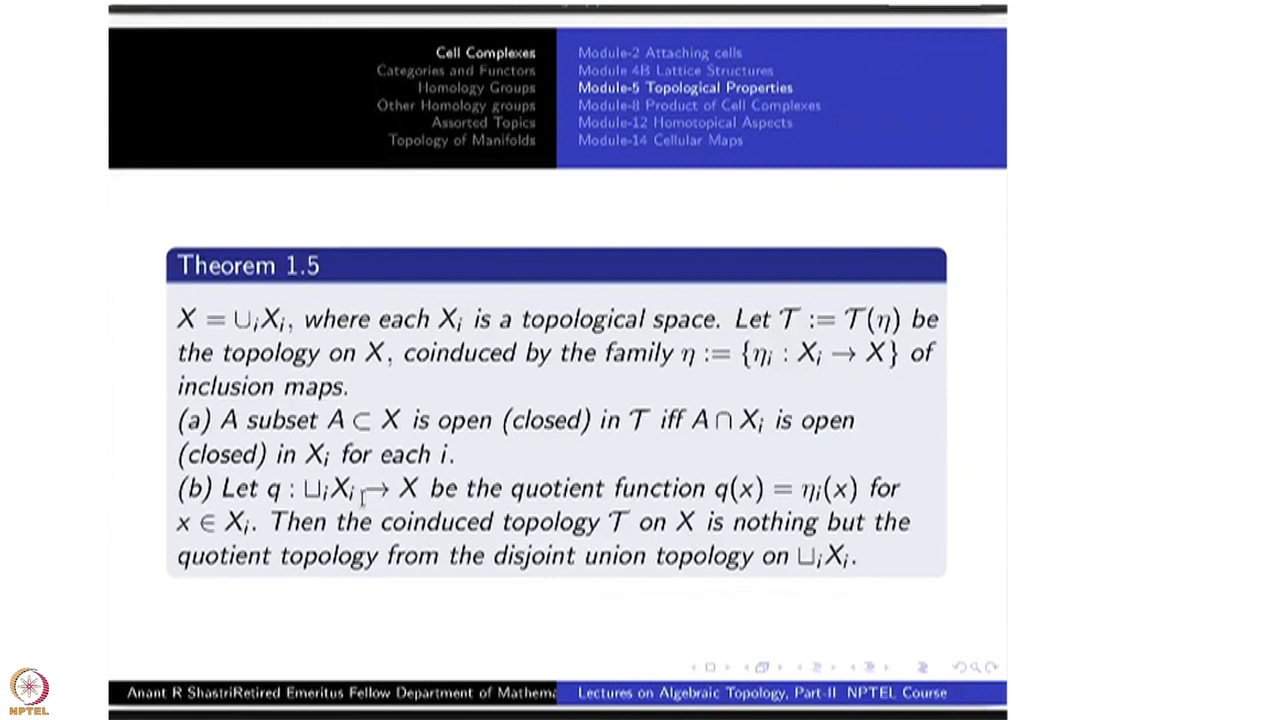 Cell Complexes
Categories and Functors
Homology Groups
Other Homology groups
Assorted Topics
Topology of Manifolds
Module-2 Attaching cells
Module 4B Lattice Structures
Module-5 Topological Properties
Module-8 Product of Cell Complexes
Module-12 Homotopical Aspects
Module-14 Cellular Maps
Theorem 1.5
X = ∪ᵢXᵢ, where each Xᵢ is a topological space. Let 𝒯 := 𝒯(η) be
the topology on X, coinduced by the family η := {ηᵢ : Xᵢ → X} of
inclusion maps.
(a) A subset A ⊂ X is open (closed) in 𝒯 iff A ∩ Xᵢ is open
(closed) in Xᵢ for each i.
(b) Let q : ⊔ᵢXᵢ → X be the quotient function q(x) = ηᵢ(x) for
x ∈ Xᵢ. Then the coinduced topology 𝒯 on X is nothing but the
quotient topology from the disjoint union topology on ⊔ᵢXᵢ.
Anant R ShastriRetired Emeritus Fellow Department of Mathema
Lectures on Algebraic Topology, Part-II NPTEL Course
NPTEL